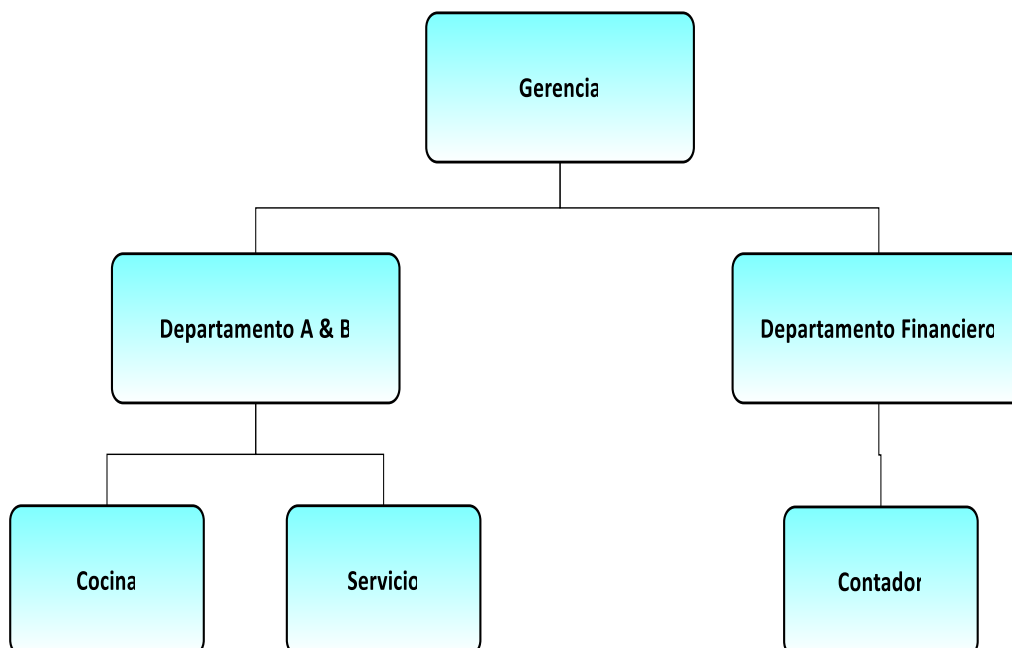 Gerencia
Departamento A & B
Departamento Financiero
Cocina
Servicio
Contador